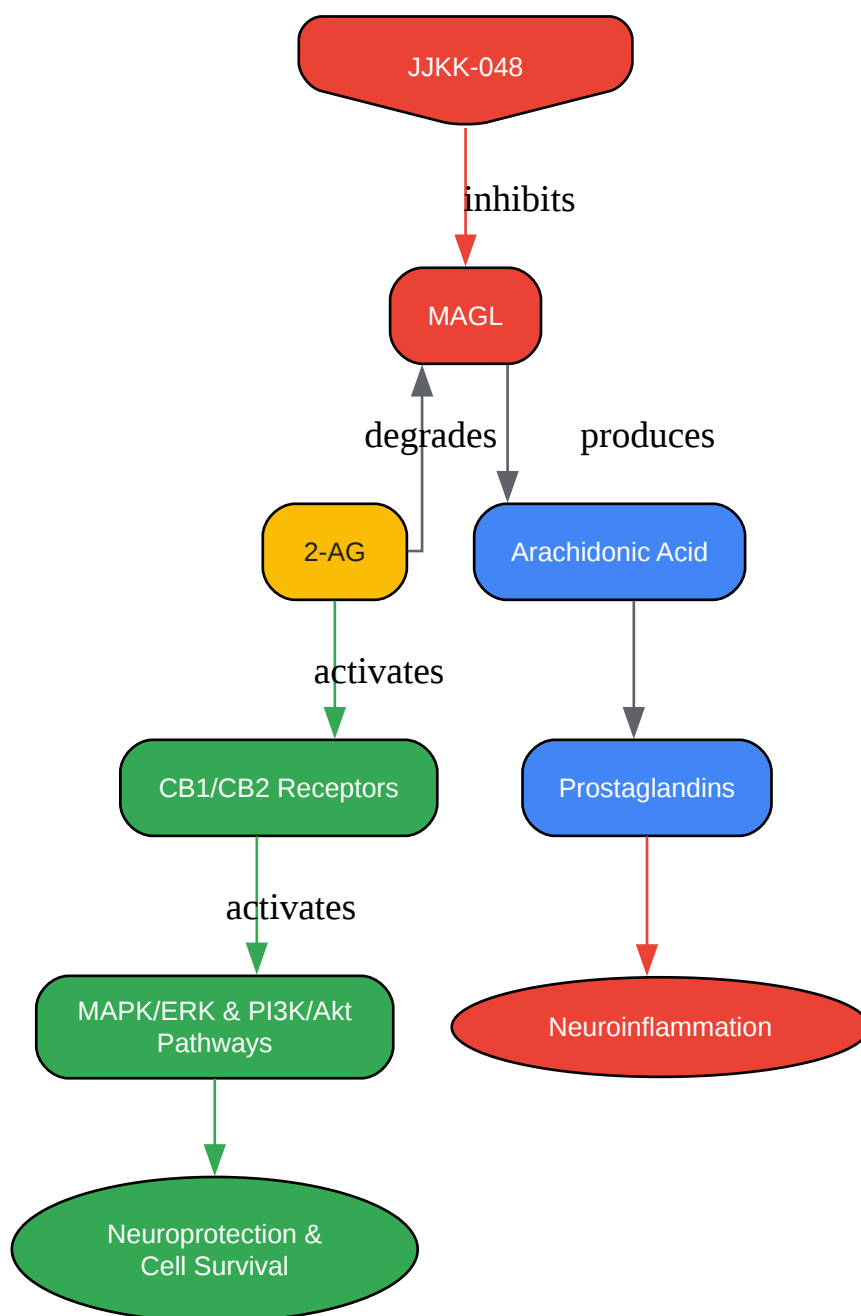 JJKK-048
inhibits
MAGL
degrades
produces
2-AG
Arachidonic Acid
activates
CB1/CB2 Receptors
Prostaglandins
activates
MAPK/ERK & PI3K/Akt
Pathways
Neuroinflammation
Neuroprotection &
Cell Survival